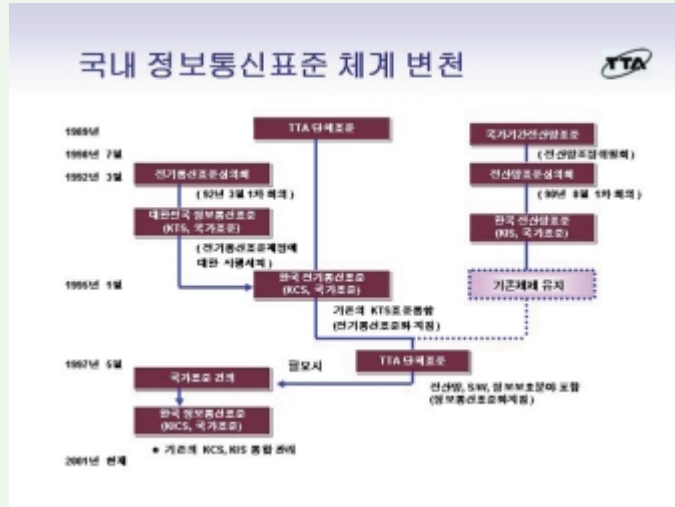 국내 정보통신표준 체계 변천
TTA
1989년
TTA 단체표준
국가기간전산망표준
1990년 7월
(전산망조정위원회)
1992년 3월
전기통신표준심의회
전산망표준심의회
(92년 3월 1차 회의)
(90년 8월 1차 회의)
대한민국 정보통신표준
(KTS, 국가표준)
한국 전산망표준
(KIS, 국가표준)
(전기통신표준제정에
대한 시행세칙)
1995년 1월
한국 전기통신표준
(KCS, 국가표준)
기존체제 유지
기존의 KTS표준통합
(전기통신표준화 지침)
1997년 5월
국가표준 건의
필요시
TTA 단체표준
전산망, S/W, 정보보호분야 포함
(정보통신표준화지침)
한국 정보통신표준
(KICS, 국가표준)
● 기존의 KCS, KIS 통합 관리
2001년 현재